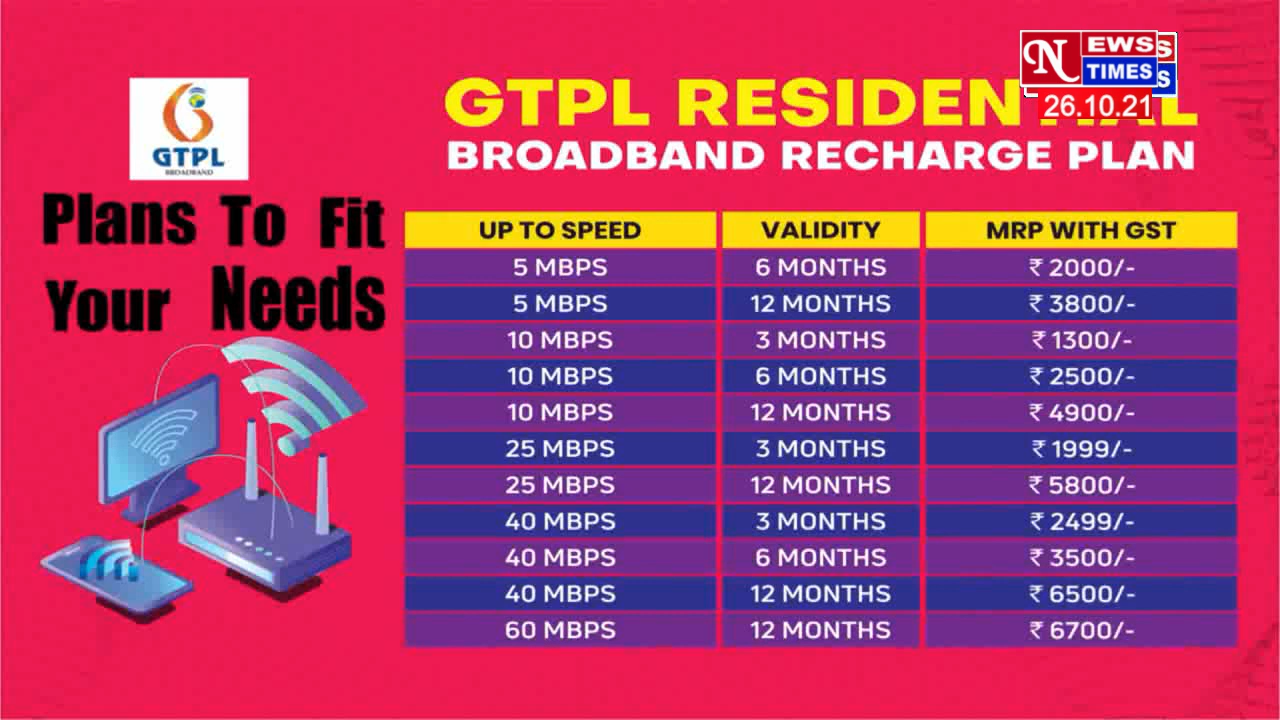 NEWS
TIMES
26.10.21
GTPL
BROADBAND
Plans To Fit
Your Needs
GTPL RESIDENTIAL
BROADBAND RECHARGE PLAN
UP TO SPEED VALIDITY MRP WITH GST
5 MBPS 6 MONTHS ₹ 2000/-
5 MBPS 12 MONTHS ₹ 3800/-
10 MBPS 3 MONTHS ₹ 1300/-
10 MBPS 6 MONTHS ₹ 2500/-
10 MBPS 12 MONTHS ₹ 4900/-
25 MBPS 3 MONTHS ₹ 1999/-
25 MBPS 12 MONTHS ₹ 5800/-
40 MBPS 3 MONTHS ₹ 2499/-
40 MBPS 6 MONTHS ₹ 3500/-
40 MBPS 12 MONTHS ₹ 6500/-
60 MBPS 12 MONTHS ₹ 6700/-